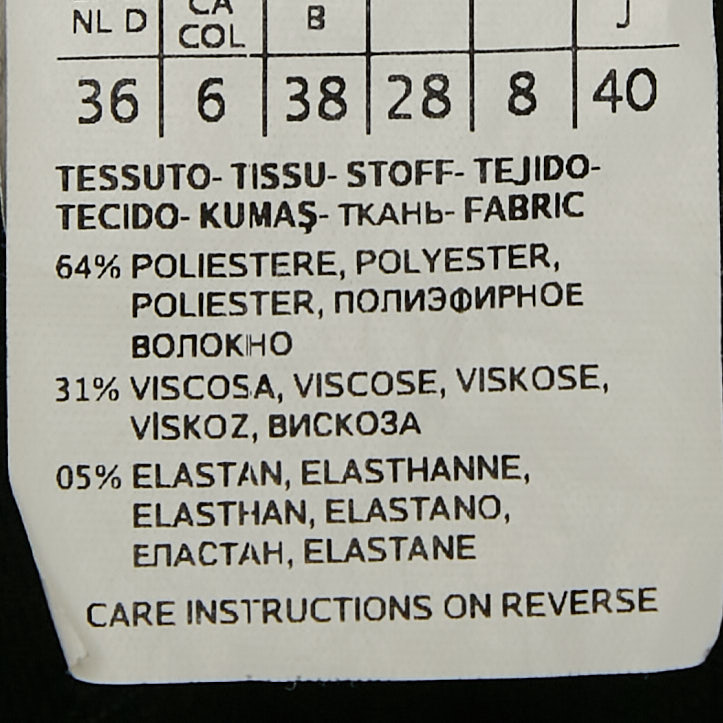 NL D CA B J
COL
36 6 38 28 8 40
TESSUTO- TISSU- STOFF- TEJIDO-
TECIDO- KUMAŞ- ТКАНЬ- FABRIC
64% POLIESTERE, POLYESTER,
POLIESTER, ПОЛИЭФИРНОЕ
ВОЛОКНО
31% VISCOSA, VISCOSE, VISKOSE,
VİSKOZ, ВИСКОЗА
05% ELASTAN, ELASTHANNE,
ELASTHAN, ELASTANO,
ЕЛАСТАН, ELASTANE
CARE INSTRUCTIONS ON REVERSE